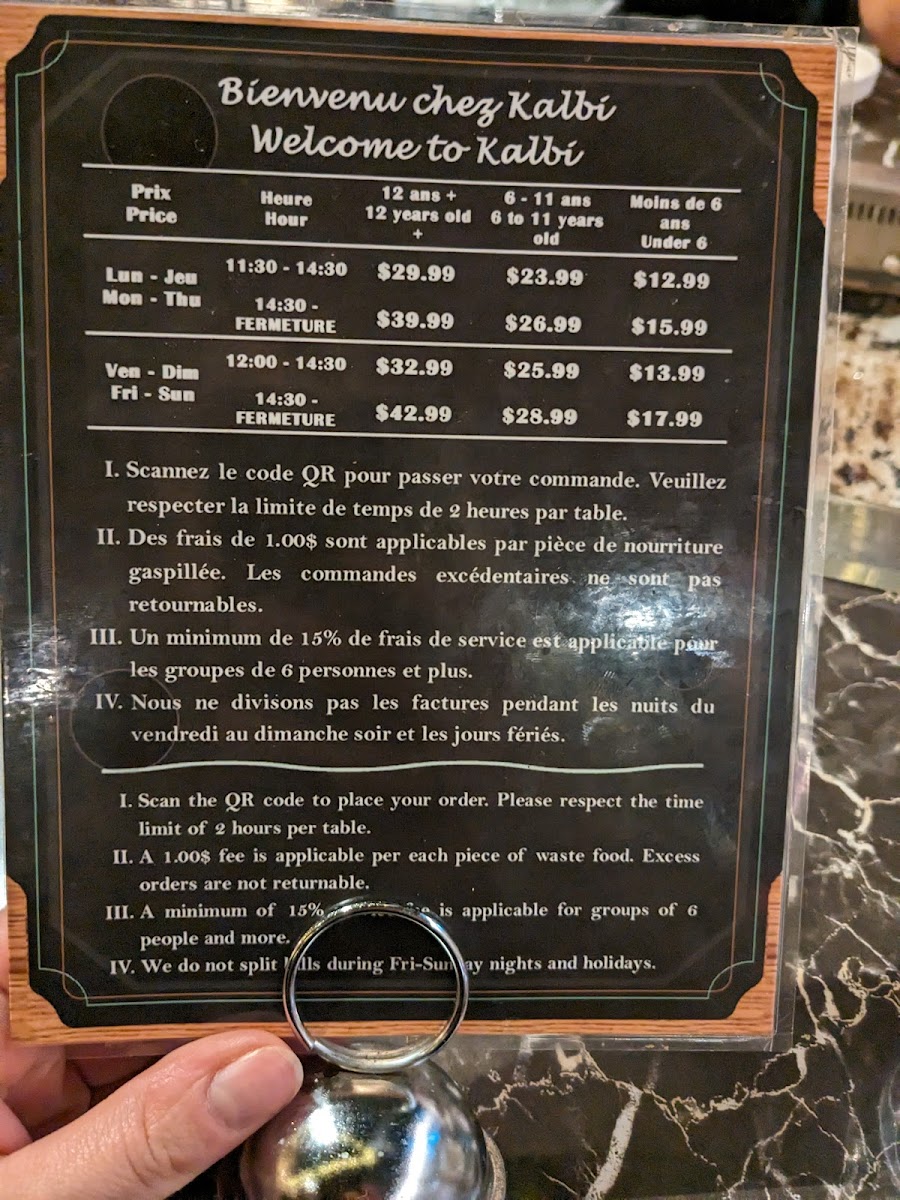 Bienvenu chez Kalbi
Welcome to Kalbi
Prix
Price
Heure
Hour
12 ans +
12 years old
+
6 - 11 ans
6 to 11 years
old
Moins de 6
ans
Under 6
Lun - Jeu
Mon - Thu
11:30 - 14:30 $29.99 $23.99 $12.99
14:30 -
FERMETURE $39.99 $26.99 $15.99
Ven - Dim
Fri - Sun
12:00 - 14:30 $32.99 $25.99 $13.99
14:30 -
FERMETURE $42.99 $28.99 $17.99
I. Scannez le code QR pour passer votre commande. Veuillez
respecter la limite de temps de 2 heures par table.
II. Des frais de 1.00$ sont applicables par pièce de nourriture
gaspillée. Les commandes excédentaires ne sont pas
retournables.
III. Un minimum de 15% de frais de service est applicable pour
les groupes de 6 personnes et plus.
IV. Nous ne divisons pas les factures pendant les nuits du
vendredi au dimanche soir et les jours fériés.
I. Scan the QR code to place your order. Please respect the time
limit of 2 hours per table.
II. A 1.00$ fee is applicable per each piece of waste food. Excess
orders are not returnable.
III. A minimum of 15% is applicable for groups of 6
people and more.
IV. We do not split bills during Fri-Sunday nights and holidays.